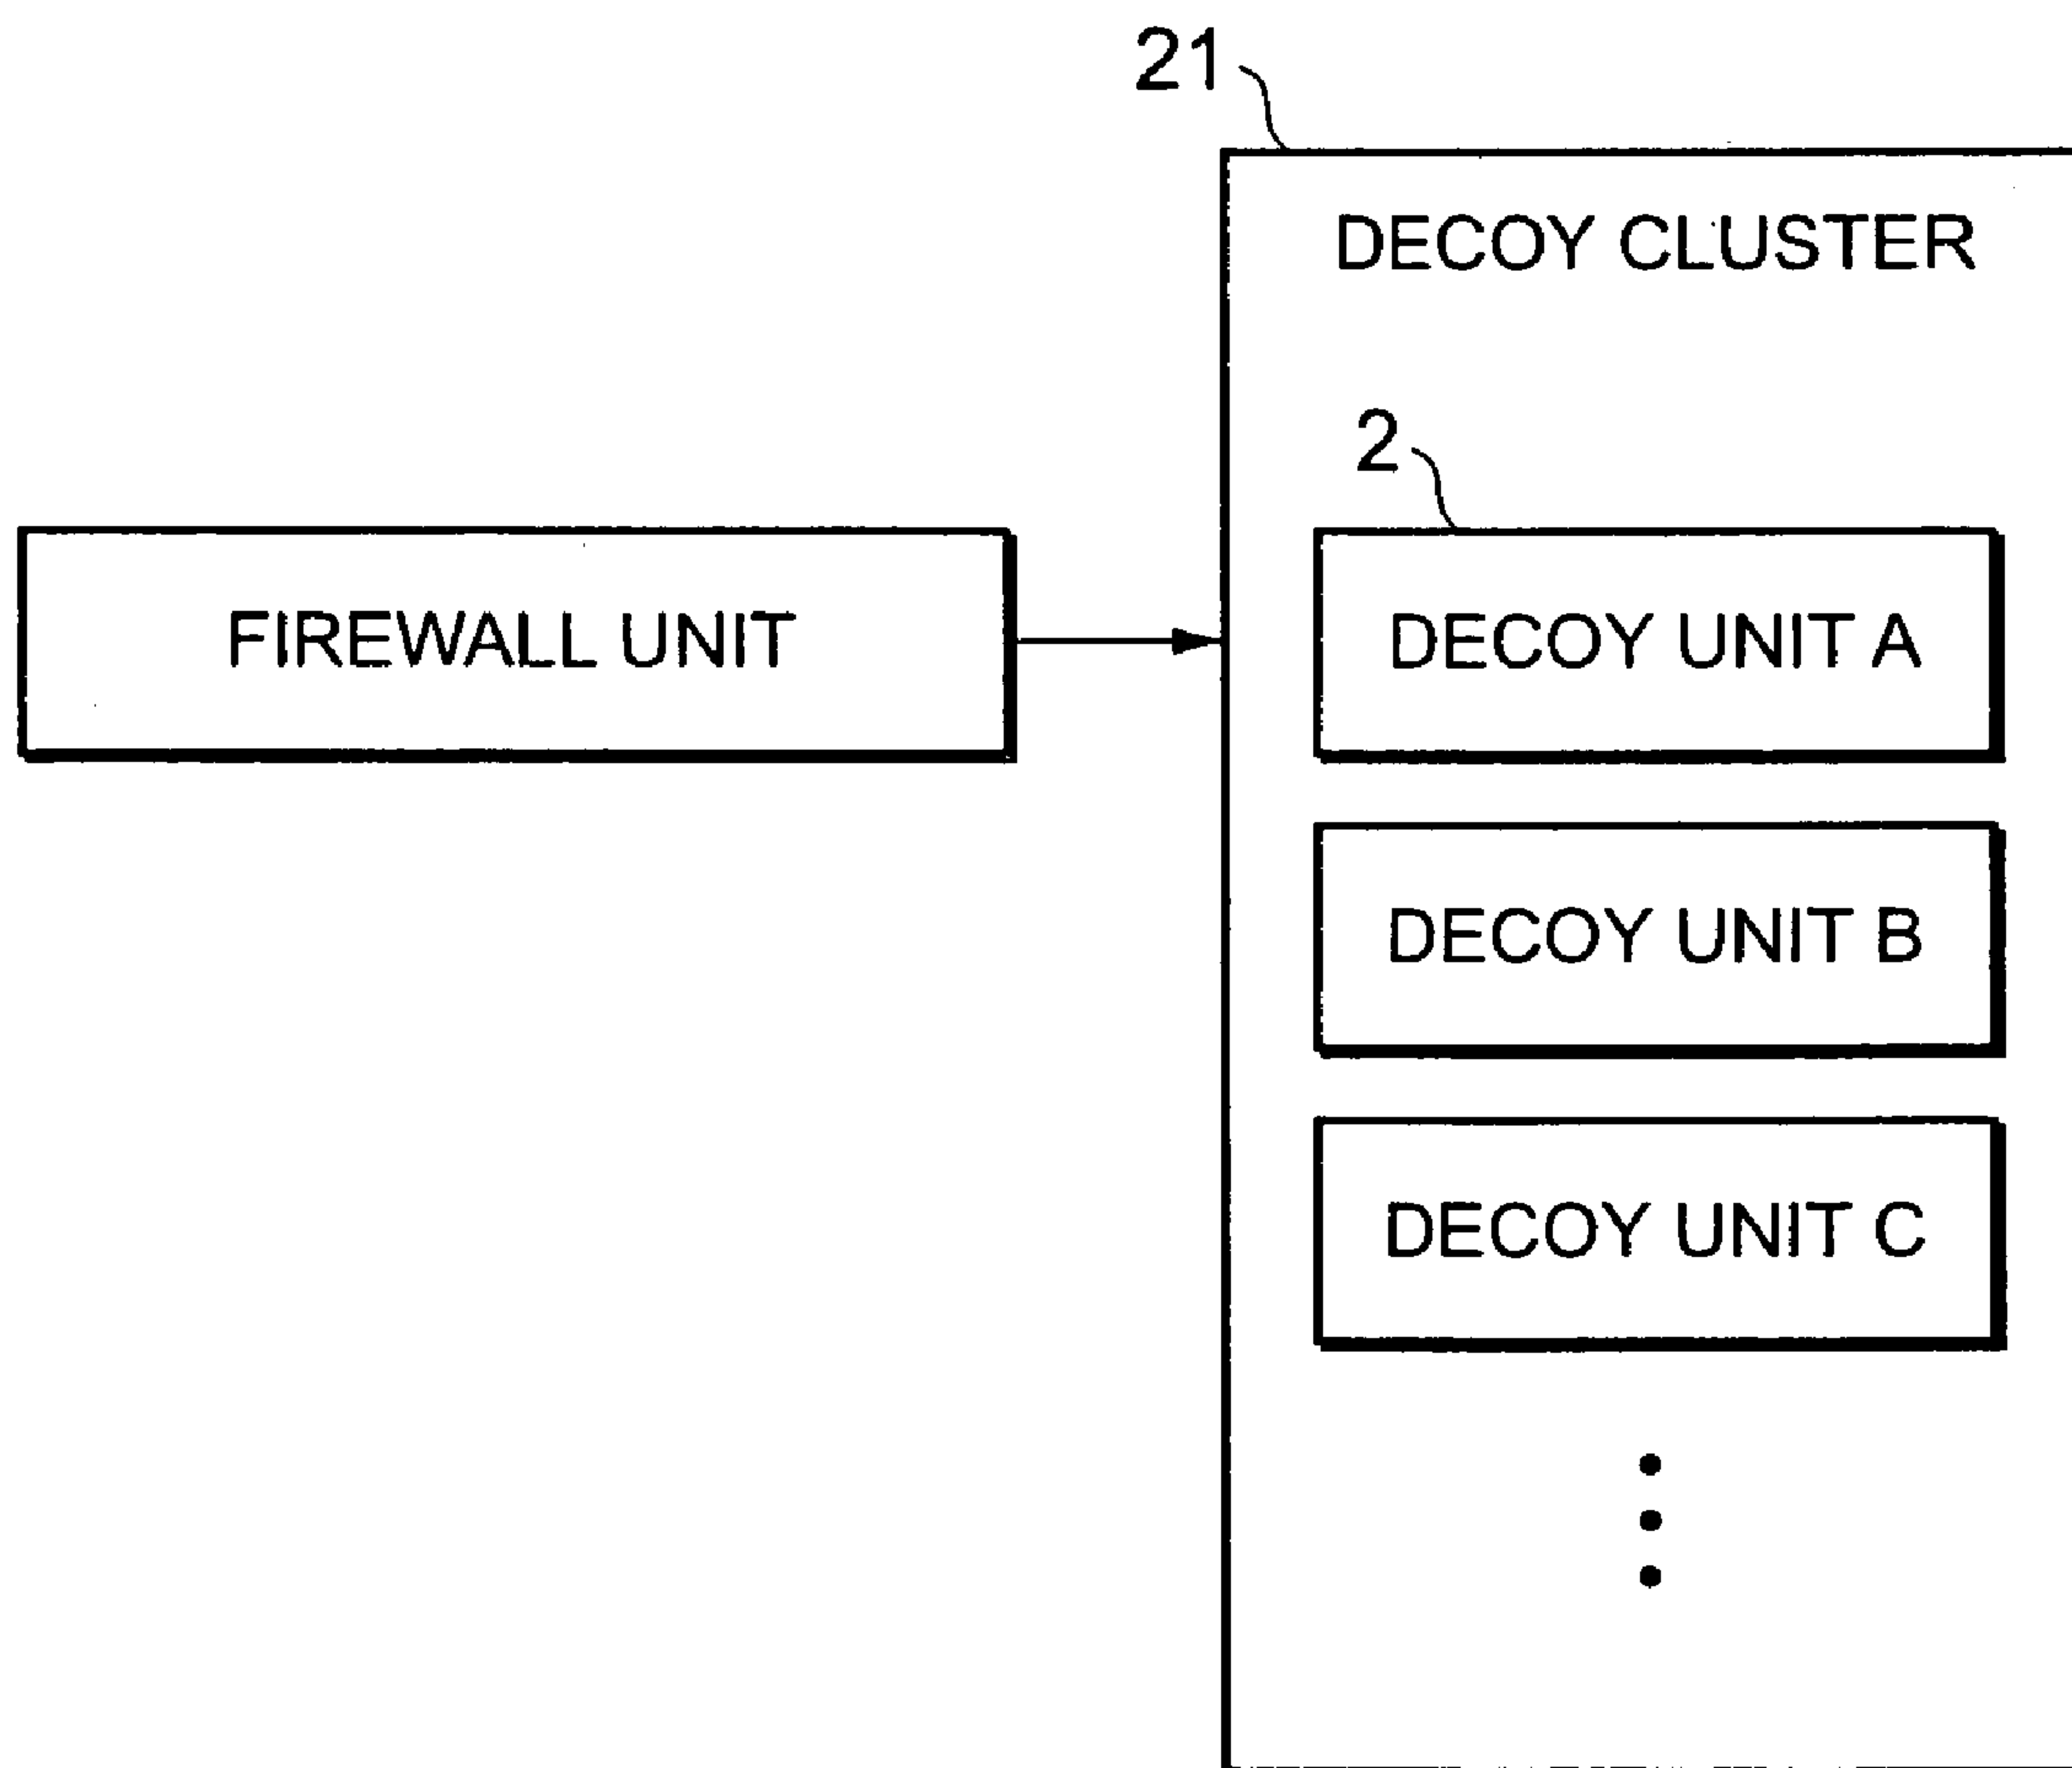 21
DECOY CLUSTER
2
FIREWALL UNIT
DECOY UNIT A
DECOY UNIT B
DECOY UNIT C